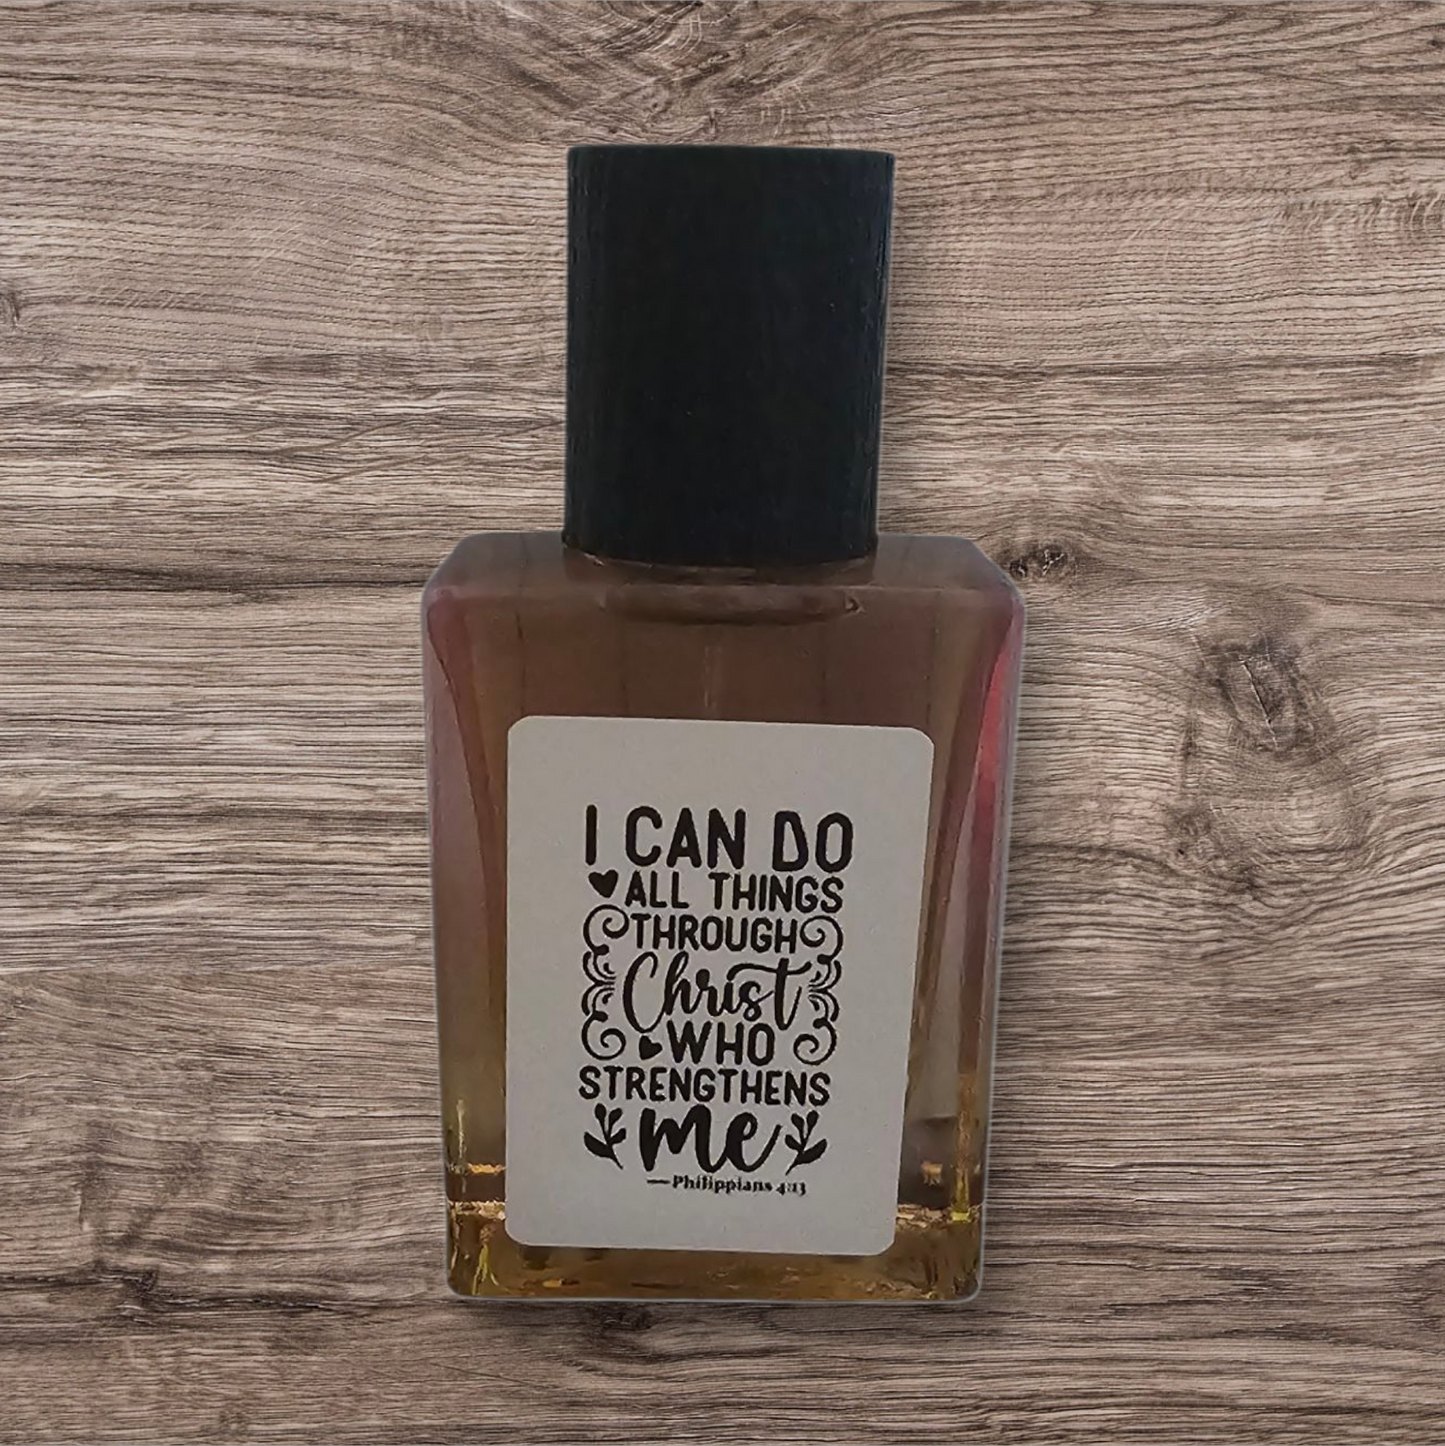 I CAN DO
ALL THINGS
THROUGH
Christ
WHO
STRENGTHENS
me
—Philippians 4:13